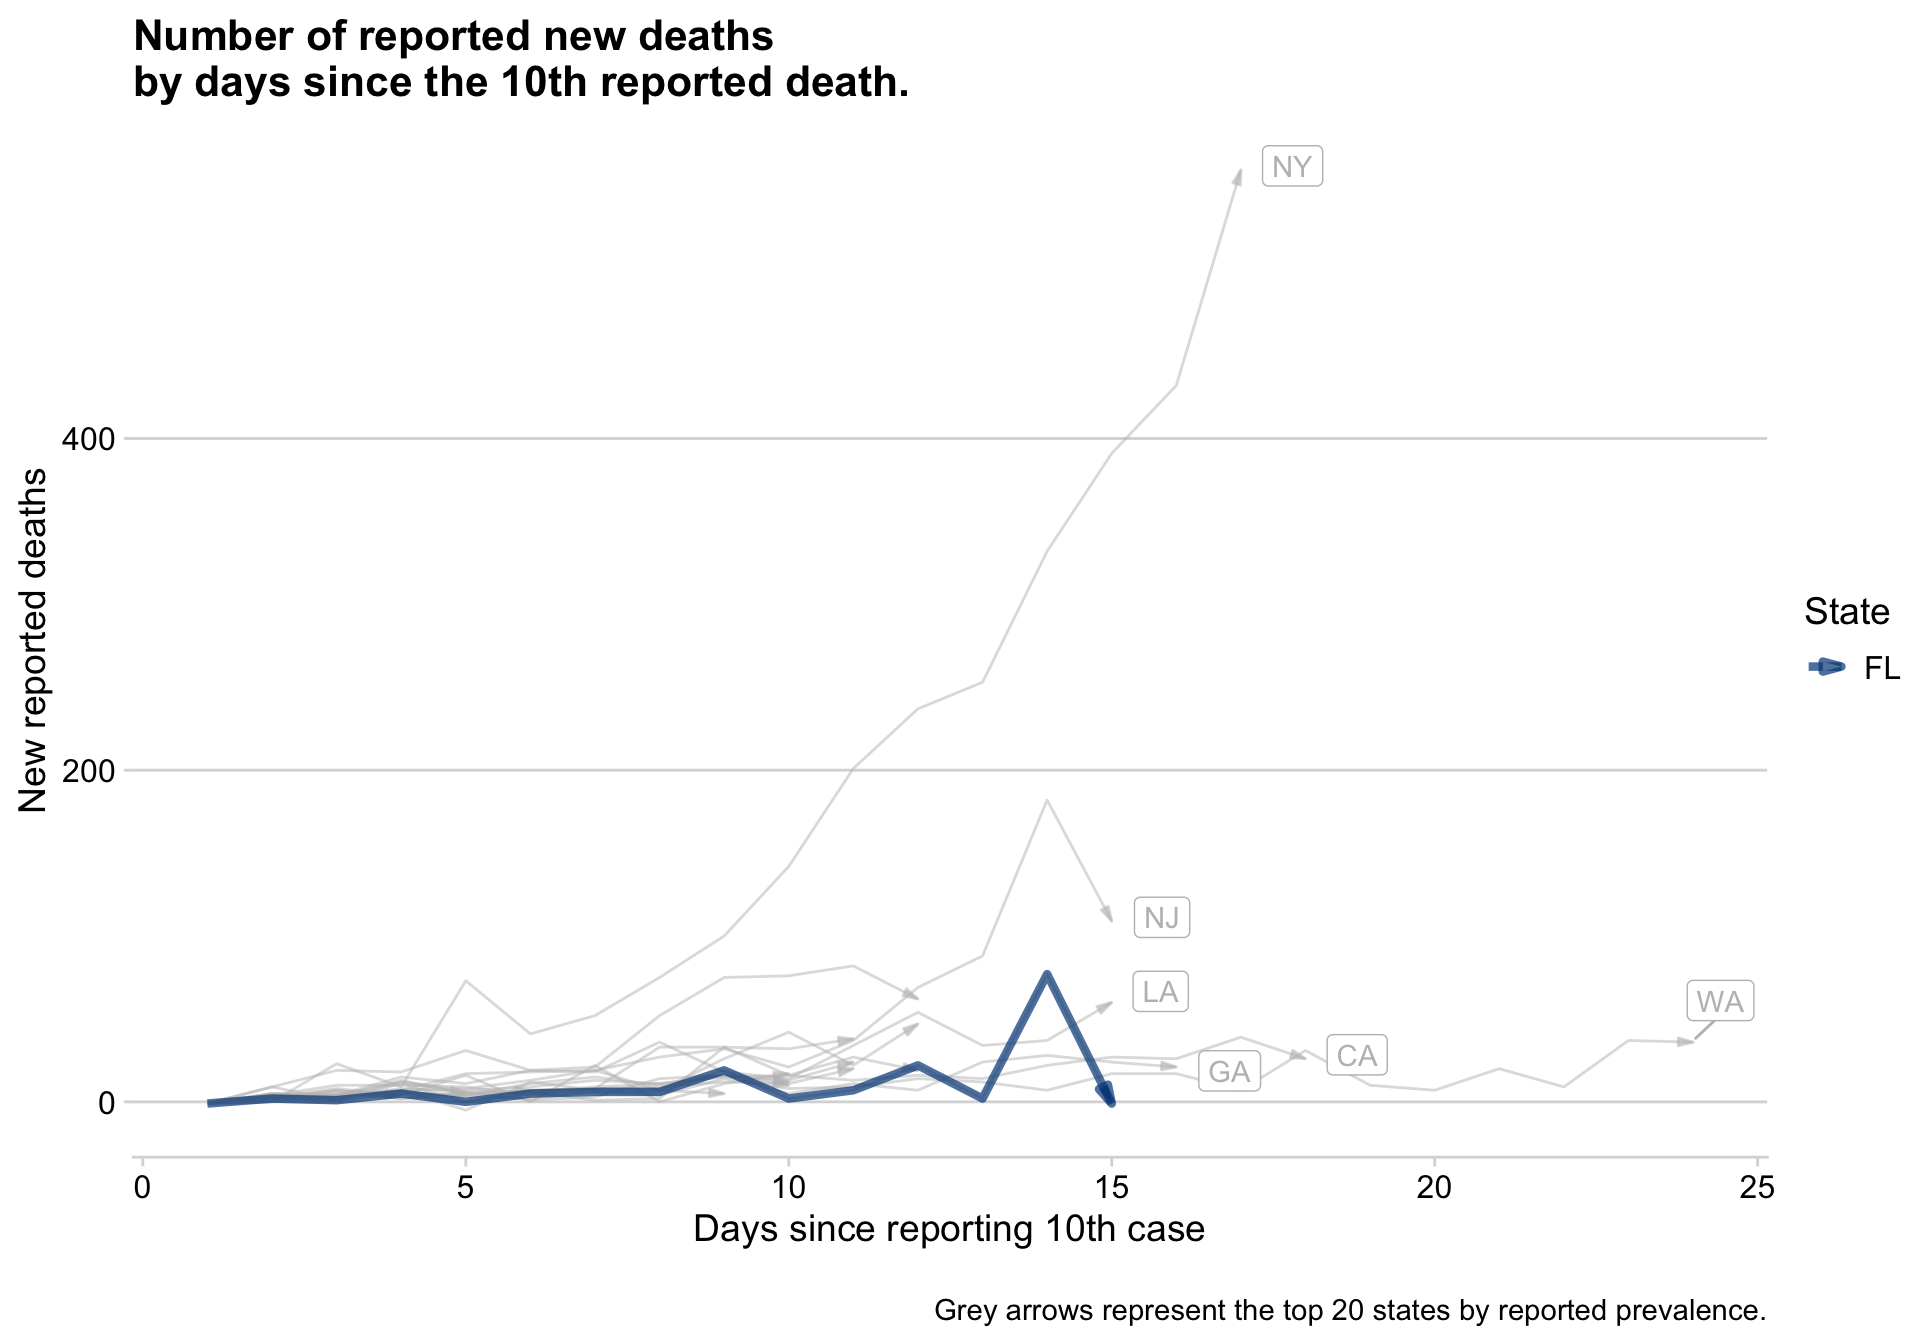 Number of reported new deaths
by days since the 10th reported death.
NY
400
New reported deaths
State
FL
200
NJ
LA
WA
CA
GA
0
0 5 10 15 20 25
Days since reporting 10th case
Grey arrows represent the top 20 states by reported prevalence.